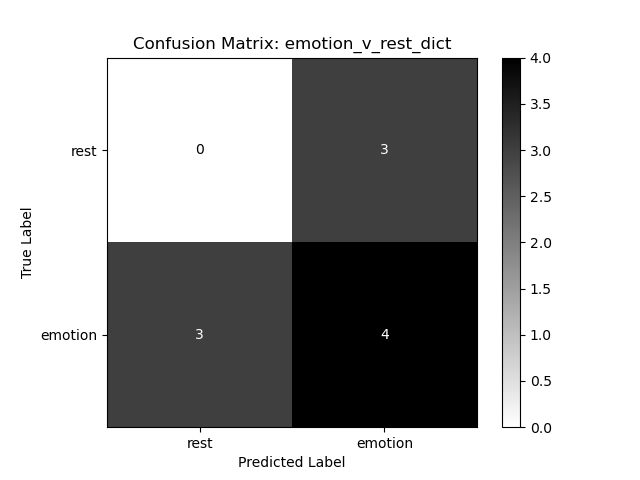 Confusion Matrix: emotion_v_rest_dict
4.0
3.5
3.0
2.5
2.0
1.5
1.0
0.5
0.0
True Label
rest
0
3
emotion
3
4
rest
emotion
Predicted Label